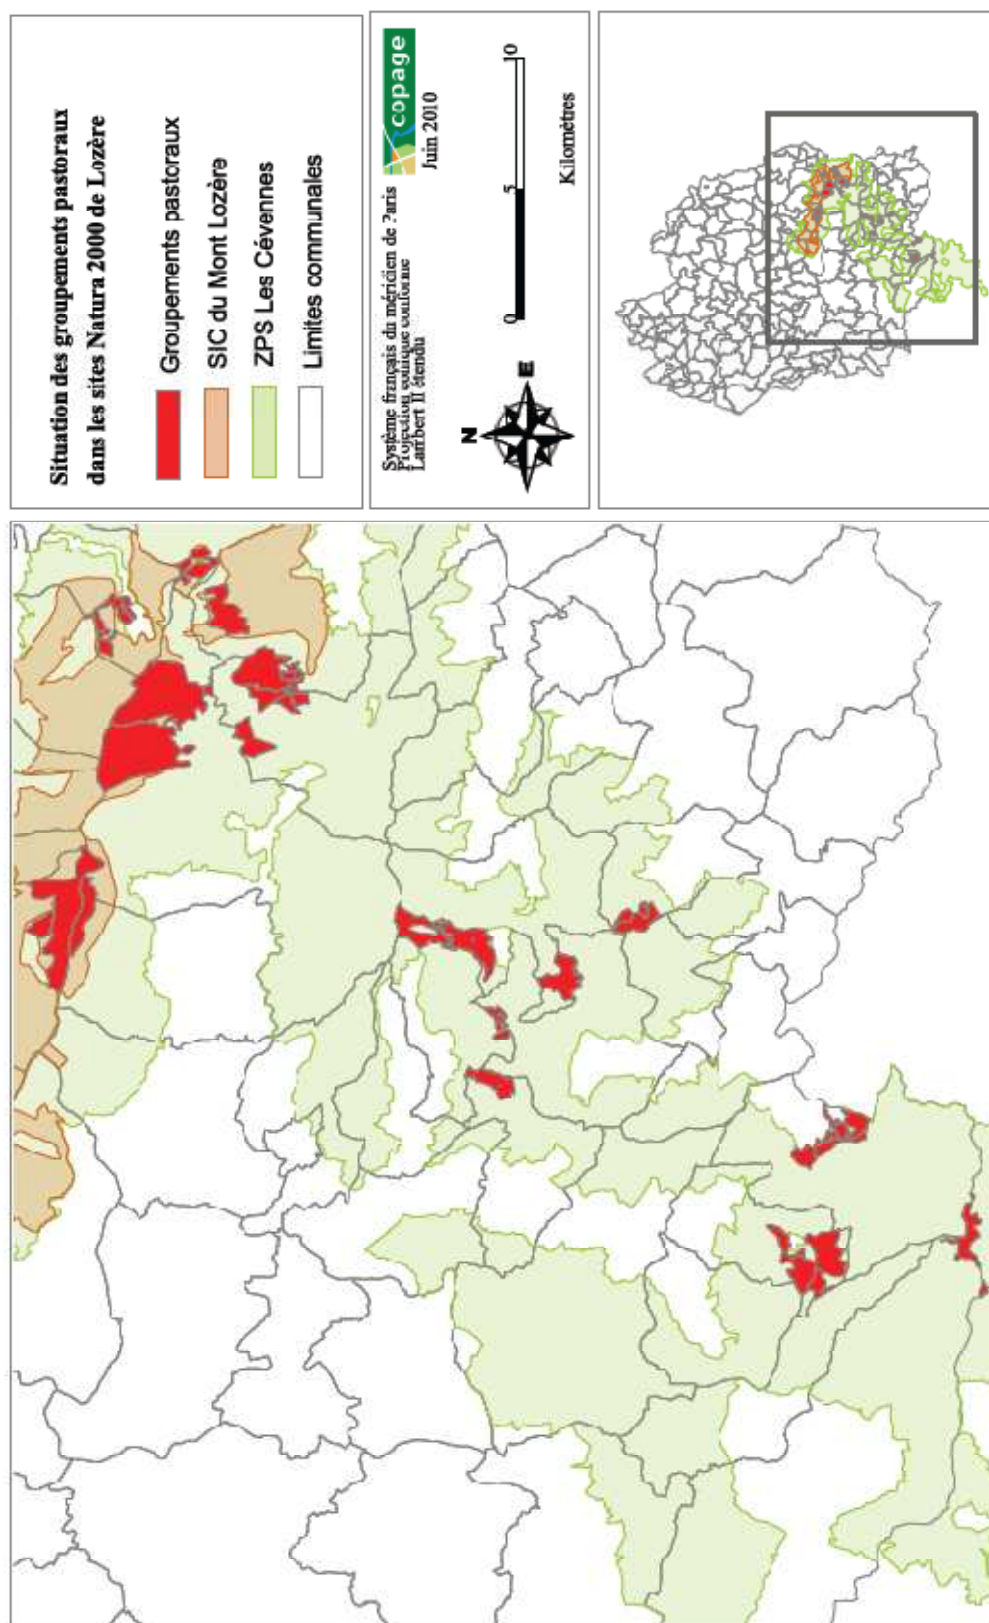 Situation des groupements pastoraux
dans les sites Natura 2000 de Lozère
Groupements pastoraux
SIC du Mont Lozère
ZPS Les Cévennes
Limites communales
Système français du méridien de Paris
Projection conique conforme
Lambert II étendu
copage
Juin 2010
N
E
0 5 10
Kilomètres